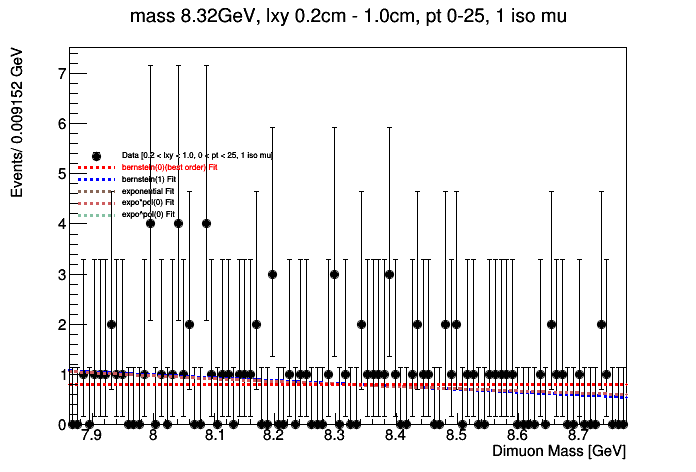 mass 8.32GeV, lxy 0.2cm - 1.0cm, pt 0-25, 1 iso mu
Events/ 0.009152 GeV
7
6
5
4
3
2
1
0
Data [0.2 < lxy < 1.0, 0 < pt < 25, 1 iso mu]
bernstein(0)(best order) Fit
bernstein(1) Fit
exponential Fit
expo*pol(0) Fit
expo^pol(0) Fit
7.9 8 8.1 8.2 8.3 8.4 8.5 8.6 8.7
Dimuon Mass [GeV]